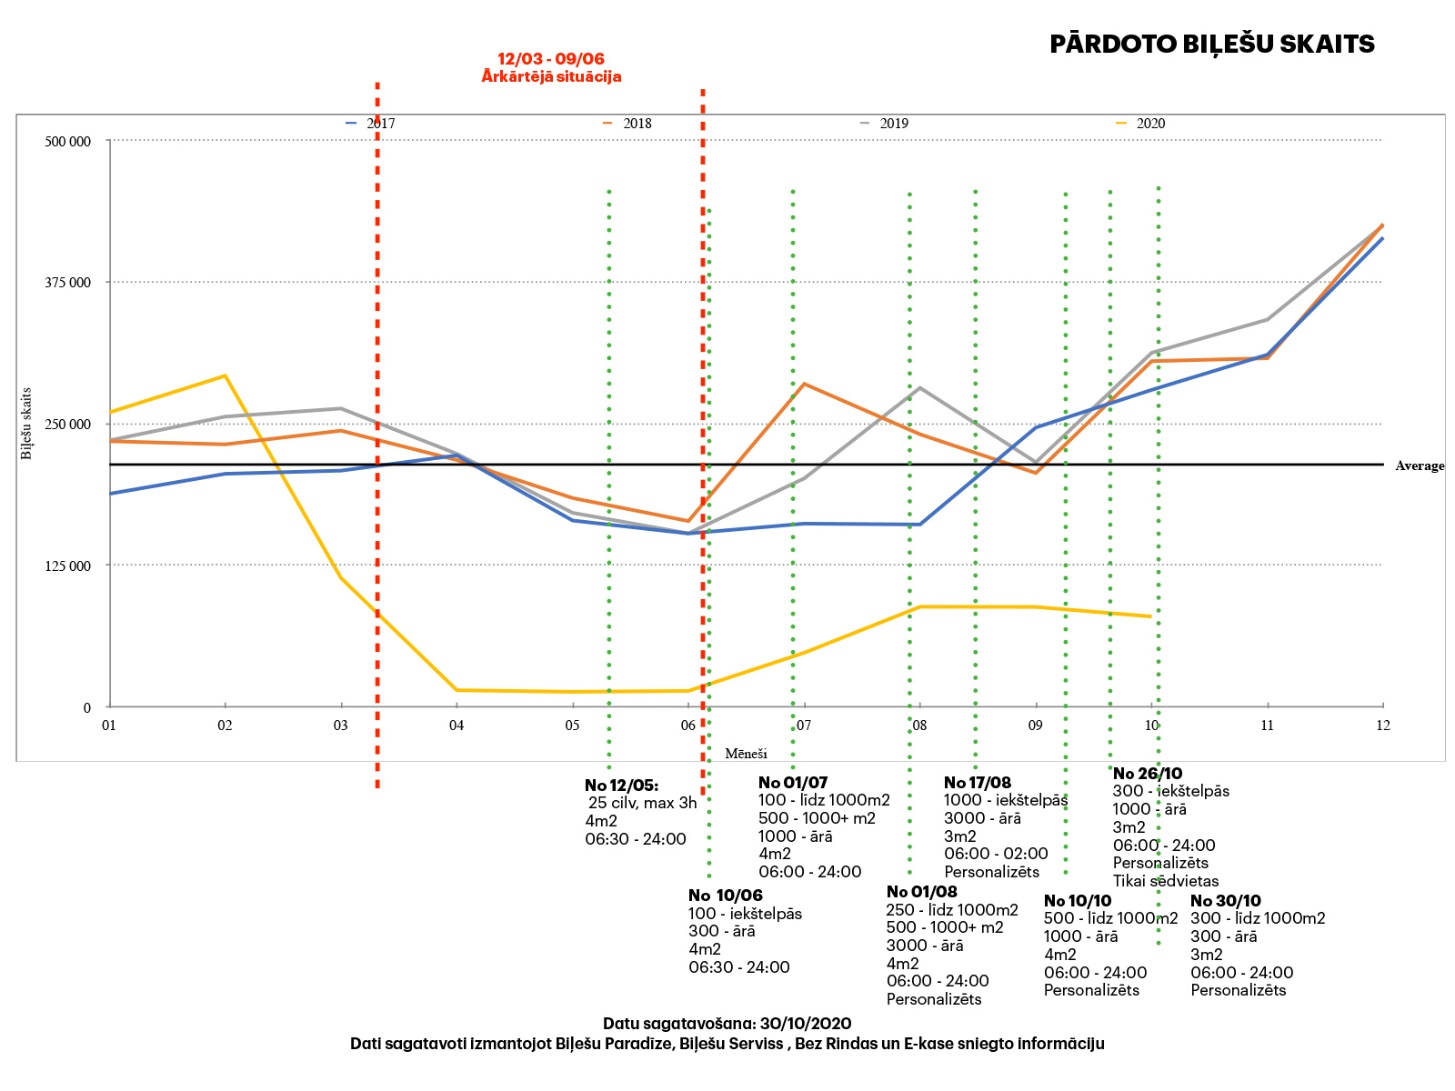 PĀRDOTO BIĻEŠU SKAITS
12/03 - 09/06
Ārkārtējā situācija
2017
2018
2019
2020
500 000
375 000
250 000
125 000
0
Biļešu skaits
Average
01
02
03
04
05
06
07
08
09
10
11
12
Mēneši
No 12/05:
25 cilv, max 3h
4m2
06:30 - 24:00
No 10/06
100 - iekštelpās
300 - ārā
4m2
06:30 - 24:00
No 01/07
100 - līdz 1000m2
500 - 1000+ m2
1000 - ārā
4m2
06:00 - 24:00
No 01/08
250 - līdz 1000m2
500 - 1000+ m2
3000 - ārā
4m2
06:00 - 24:00
Personalizēts
No 17/08
1000 - iekštelpās
3000 - ārā
3m2
06:00 - 02:00
Personalizēts
No 10/10
500 - līdz 1000m2
1000 - ārā
4m2
06:00 - 24:00
Personalizēts
No 26/10
300 - iekštelpās
1000 - ārā
3m2
06:00 - 24:00
Personalizēts
Tikai sēdvietas
No 30/10
300 - līdz 1000m2
300 - ārā
3m2
06:00 - 24:00
Personalizēts
Datu sagatavošana: 30/10/2020
Dati sagatavoti izmantojot Biļešu Paradīze, Biļešu Serviss , Bez Rindas un E-kase sniegto informāciju